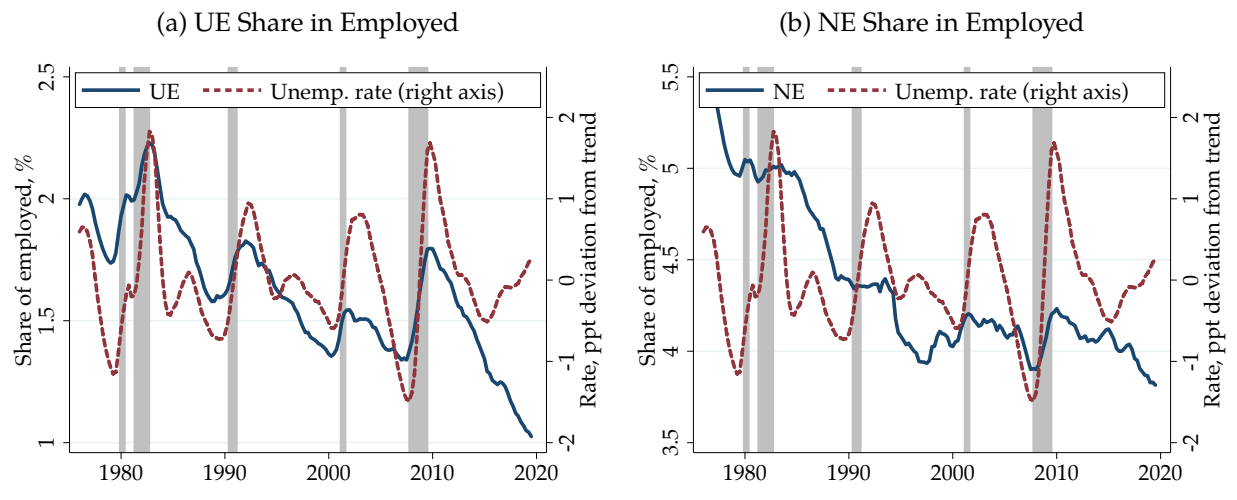 (a) UE Share in Employed
2.5
2
1.5
1
Share of employed, %
UE
Unemp. rate (right axis)
2
1
0
-1
-2
Rate, ppt deviation from trend
1980 1990 2000 2010 2020
(b) NE Share in Employed
5.5
5
4.5
4
3.5
Share of employed, %
NE
Unemp. rate (right axis)
2
1
0
-1
-2
Rate, ppt deviation from trend
1980 1990 2000 2010 2020